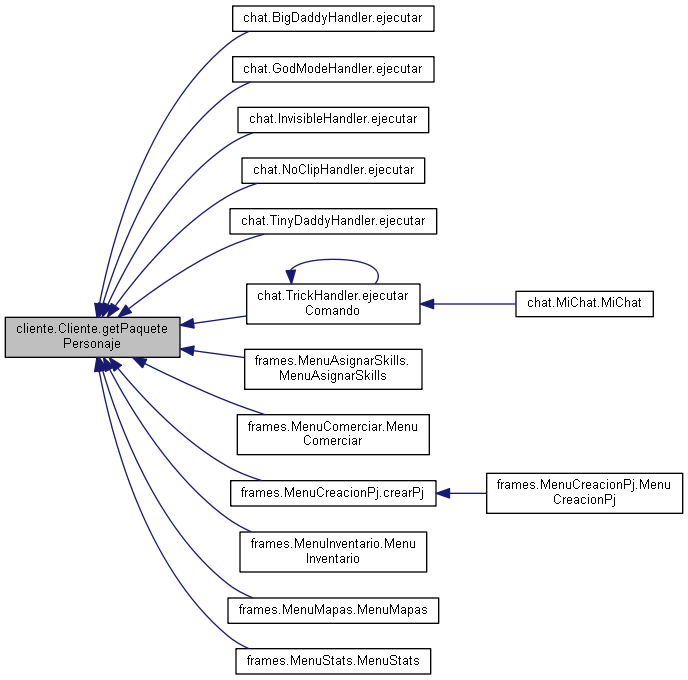 chat.BigDaddyHandler.ejecutar
chat.GodModeHandler.ejecutar
chat.InvisibleHandler.ejecutar
chat.NoClipHandler.ejecutar
chat.TinyDaddyHandler.ejecutar
chat.TrickHandler.ejecutar
Comando
chat.MiChat.MiChat
cliente.Cliente.getPaquete
Personaje
frames.MenuAsignarSkills.
MenuAsignarSkills
frames.MenuComerciar.Menu
Comerciar
frames.MenuCreacionPj.crearPj
frames.MenuCreacionPj.Menu
CreacionPj
frames.MenuInventario.Menu
Inventario
frames.MenuMapas.MenuMapas
frames.MenuStats.MenuStats